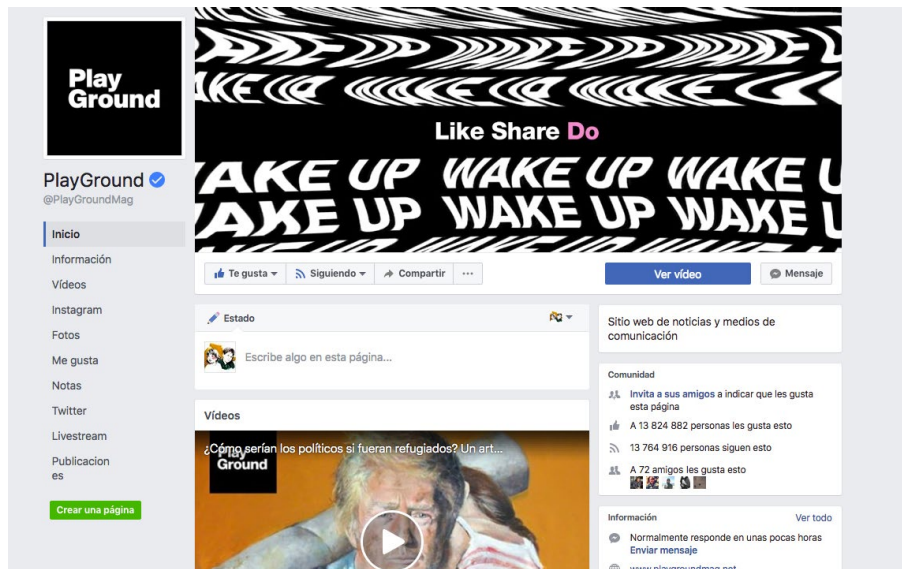 Play
Ground
PlayGround
@PlayGroundMag
Inicio
Información
Vídeos
Instagram
Fotos
Me gusta
Notas
Twitter
Livestream
Publicacion
es
Crear una página
Like Share Do
WAKE UP WAKE UP WAKE U
WAKE UP WAKE UP WAKE U
Te gusta
Siguiendo
Compartir
...
Ver vídeo
Mensaje
Estado
Escribe algo en esta página...
Vídeos
¿Cómo serían los políticos si fueran refugiados? Un art...
Play
Ground
Sitio web de noticias y medios de
comunicación
Comunidad
Invita a sus amigos a indicar que les gusta
esta página
A 13 824 882 personas les gusta esto
13 764 916 personas siguen esto
A 72 amigos les gusta esto
Información
Ver todo
Normalmente responde en unas pocas horas
Enviar mensaje
www.playgroundmag.net